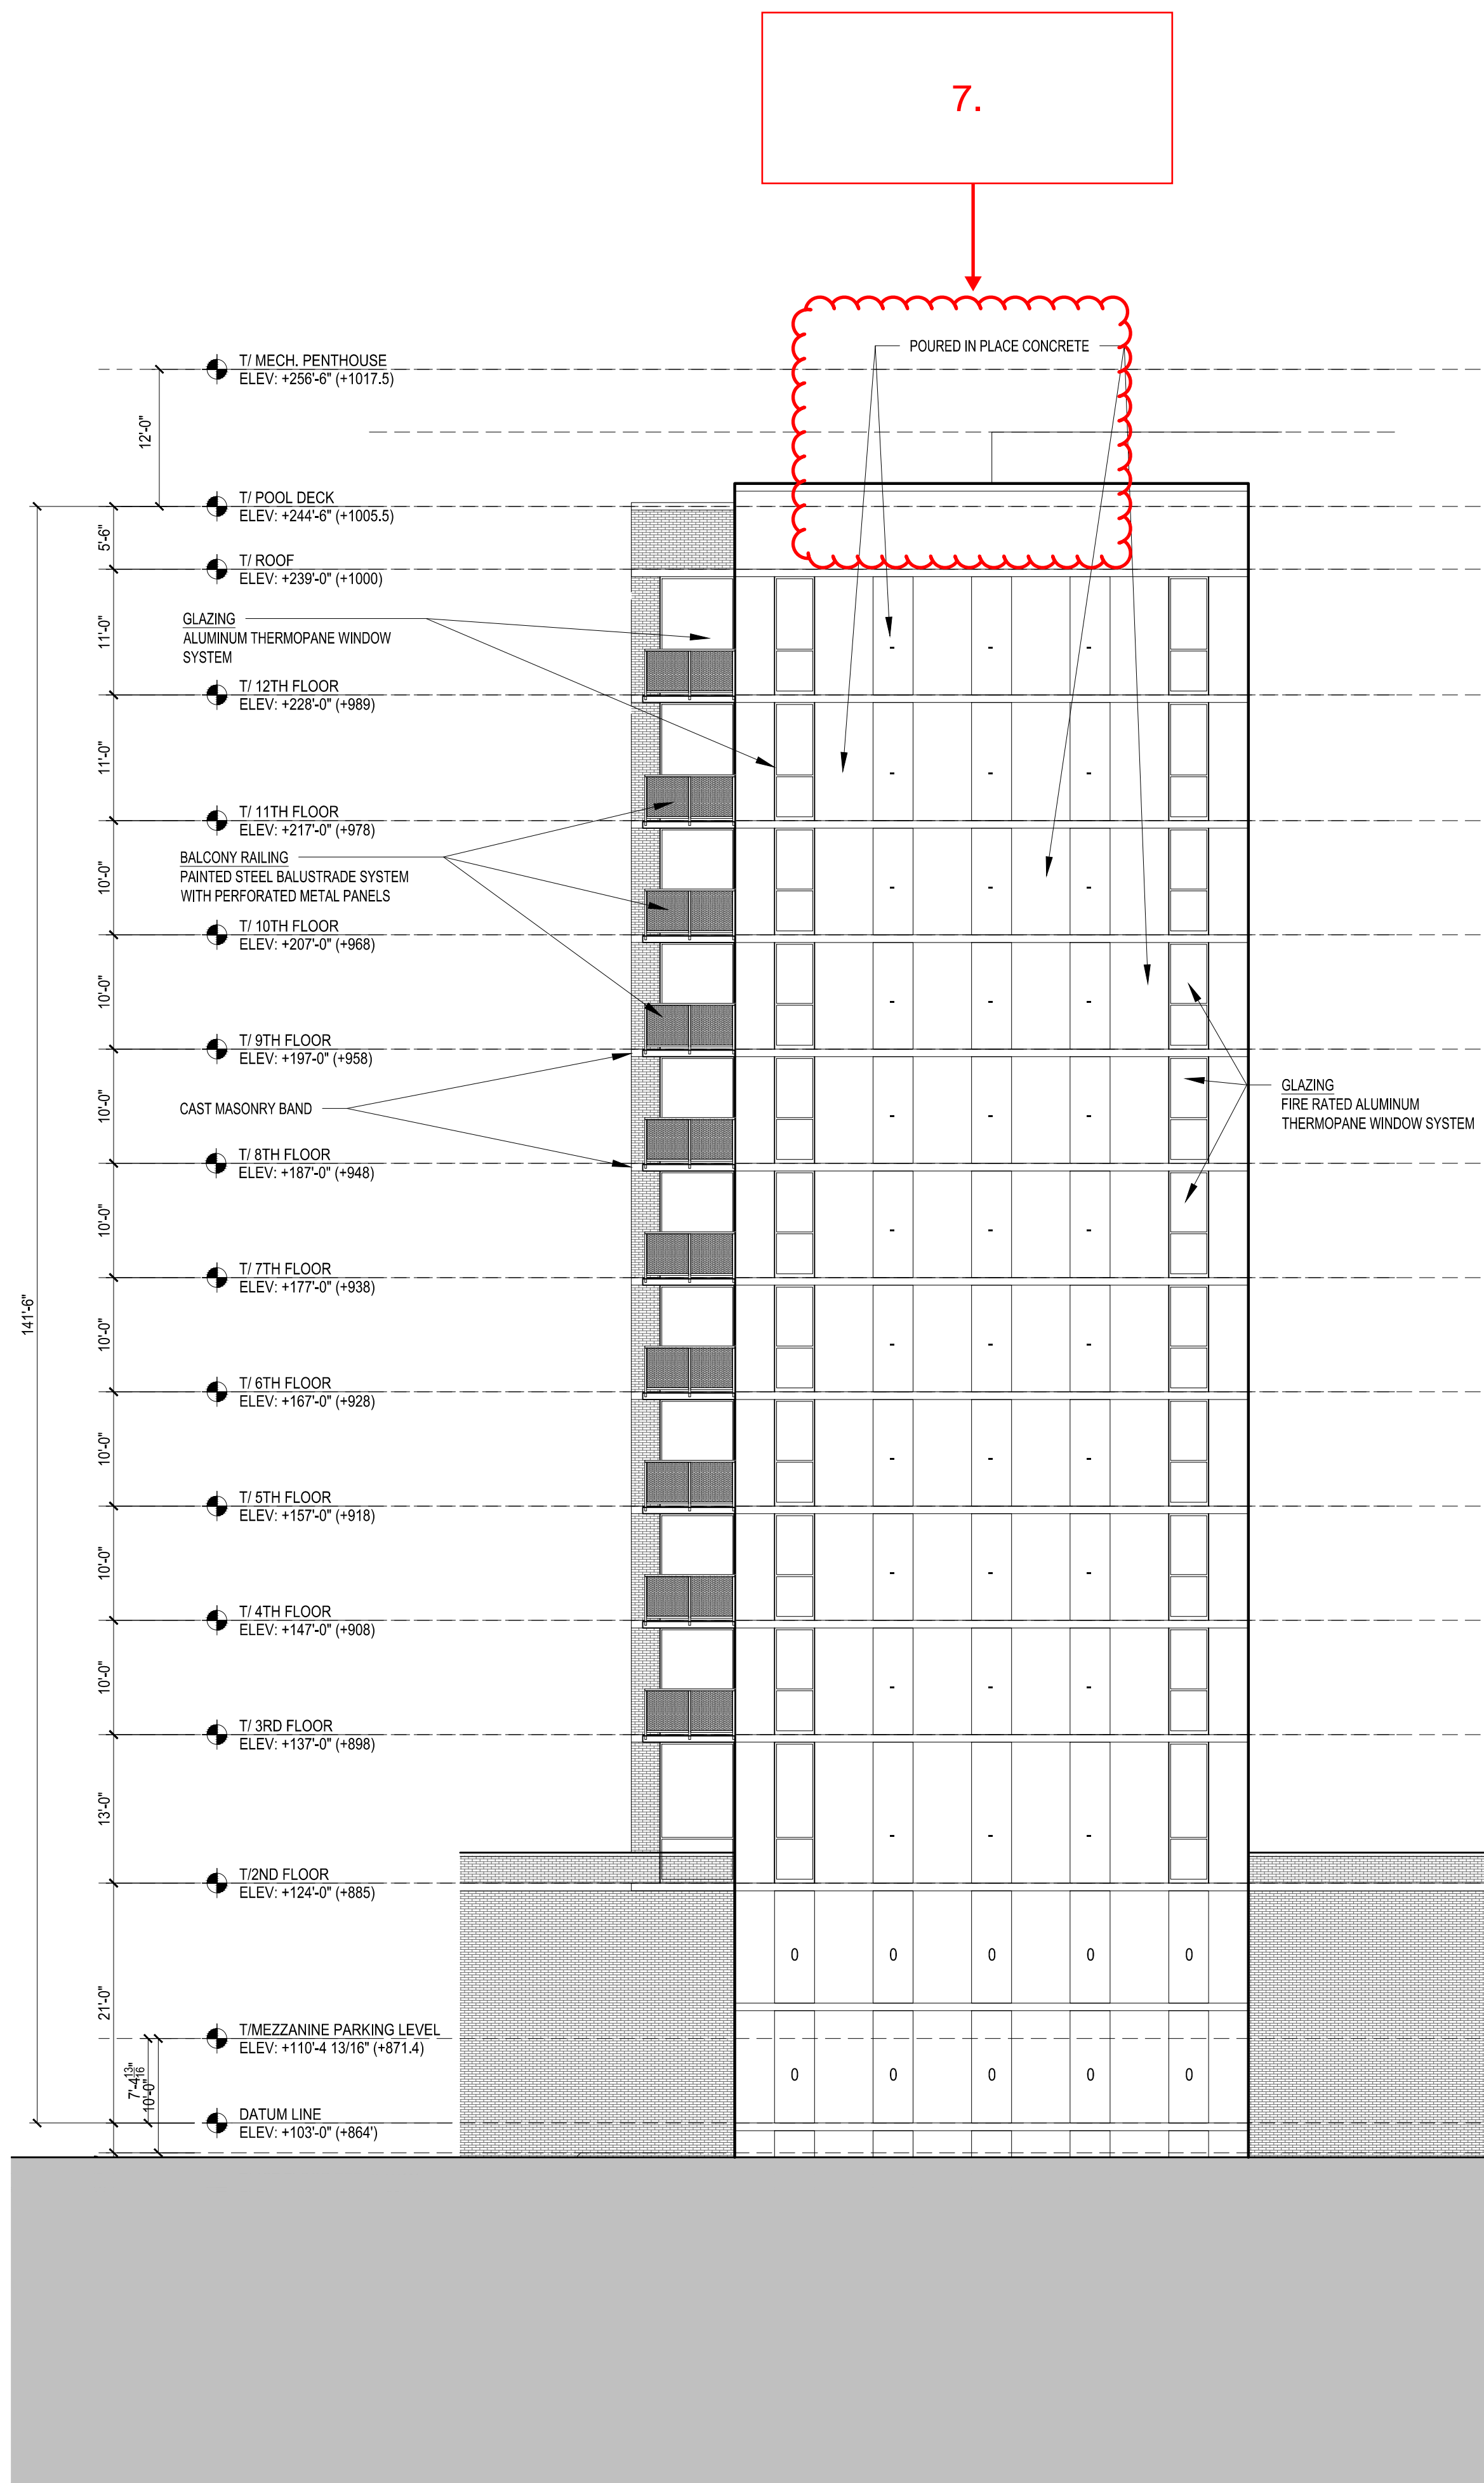 7.
POURED IN PLACE CONCRETE
T/ MECH. PENTHOUSE
ELEV: +256'-6" (+1017.5)
12'-0"
T/ POOL DECK
ELEV: +244'-6" (+1005.5)
5'-6"
T/ ROOF
ELEV: +239'-0" (+1000)
11'-0"
GLAZING
ALUMINUM THERMOPANE WINDOW
SYSTEM
T/ 12TH FLOOR
ELEV: +228'-0" (+989)
11'-0"
T/ 11TH FLOOR
ELEV: +217'-0" (+978)
10'-0"
BALCONY RAILING
PAINTED STEEL BALUSTRADE SYSTEM
WITH PERFORATED METAL PANELS
T/ 10TH FLOOR
ELEV: +207'-0" (+968)
10'-0"
T/ 9TH FLOOR
ELEV: +197-0" (+958)
10'-0"
CAST MASONRY BAND
GLAZING
FIRE RATED ALUMINUM
THERMOPANE WINDOW SYSTEM
T/ 8TH FLOOR
ELEV: +187'-0" (+948)
10'-0"
T/ 7TH FLOOR
ELEV: +177'-0" (+938)
141'-6"
10'-0"
T/ 6TH FLOOR
ELEV: +167'-0" (+928)
10'-0"
T/ 5TH FLOOR
ELEV: +157'-0" (+918)
10'-0"
T/ 4TH FLOOR
ELEV: +147'-0" (+908)
10'-0"
T/ 3RD FLOOR
ELEV: +137'-0" (+898)
13'-0"
T/2ND FLOOR
ELEV: +124'-0" (+885)
0 0 0 0 0
21'-0"
T/MEZZANINE PARKING LEVEL
ELEV: +110'-4 13/16" (+871.4)
0 0 0 0 0
7'-4 13/16"
10'-0"
DATUM LINE
ELEV: +103'-0" (+864')